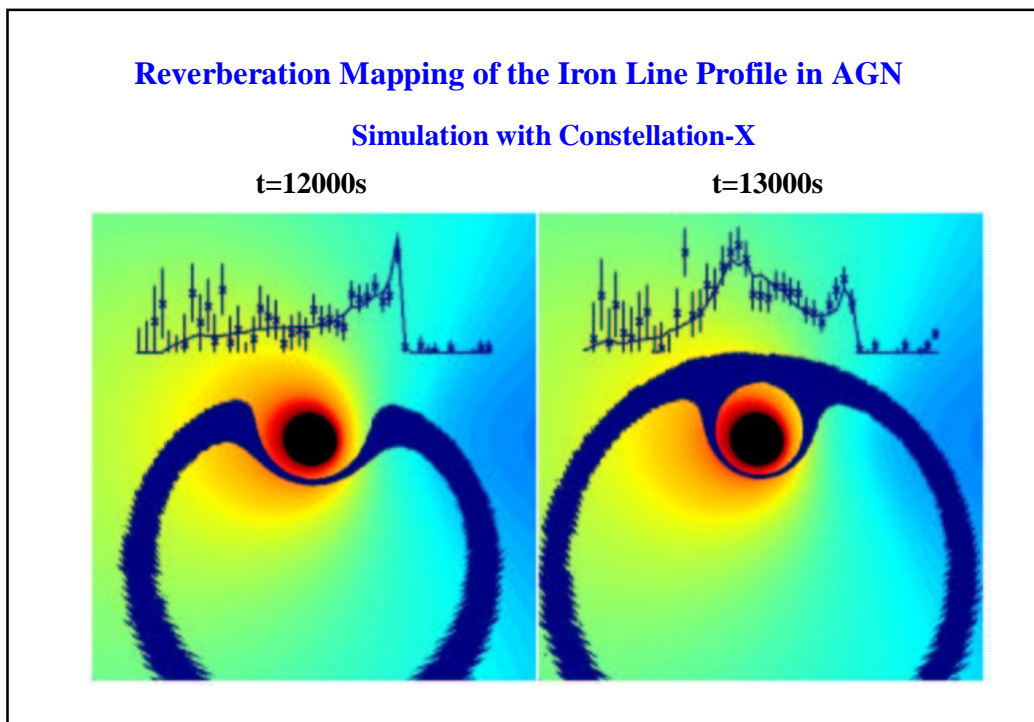 Reverberation Mapping of the Iron Line Profile in AGN
Simulation with Constellation-X
t=12000s
t=13000s